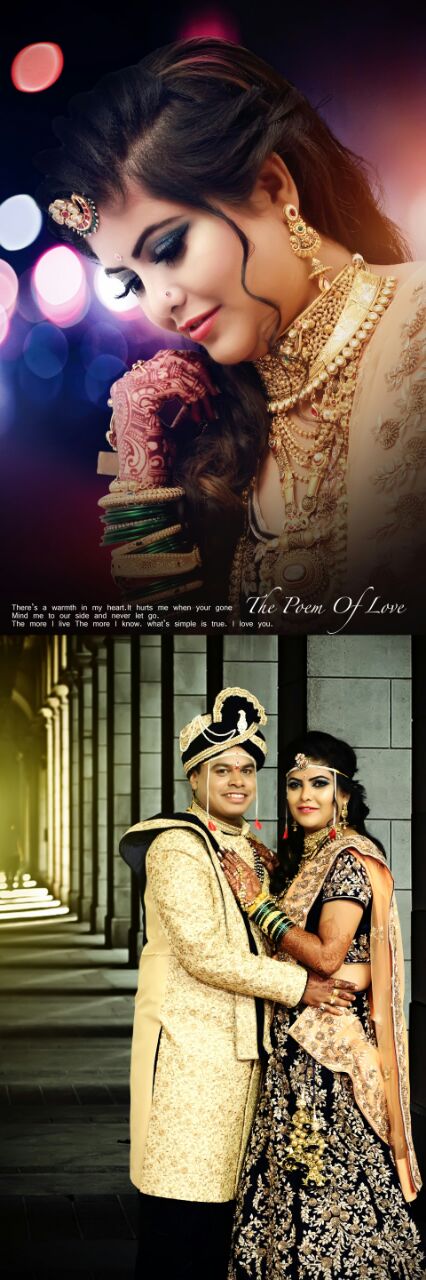 There's a warmth in my heart.It hurts me when your gone
Mind me to our side and never let go.
The more I live The more I know. what's simple is true. I love you.
The Poem Of Love